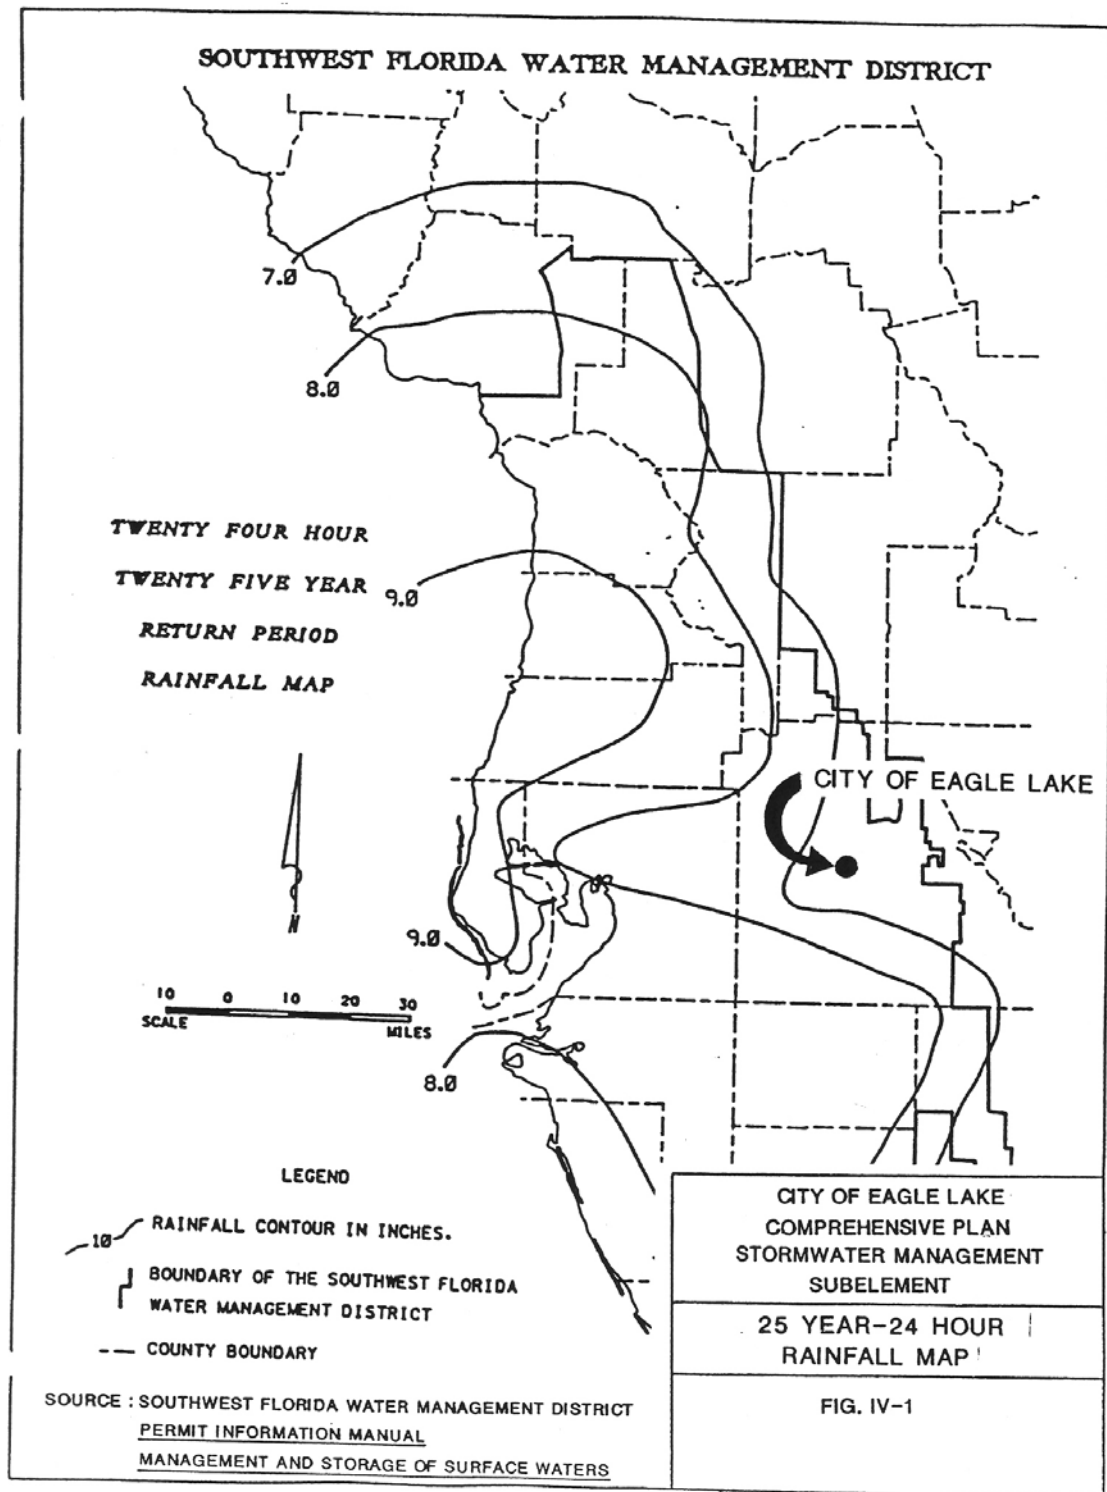 SOUTHWEST FLORIDA WATER MANAGEMENT DISTRICT
7.0
8.0
TWENTY FOUR HOUR
TWENTY FIVE YEAR
RETURN PERIOD
RAINFALL MAP
9.0
CITY OF EAGLE LAKE
N
9.0
10 0 10 20 30
SCALE MILES
8.0
LEGEND
10 RAINFALL CONTOUR IN INCHES.
BOUNDARY OF THE SOUTHWEST FLORIDA
WATER MANAGEMENT DISTRICT
COUNTY BOUNDARY
SOURCE : SOUTHWEST FLORIDA WATER MANAGEMENT DISTRICT
PERMIT INFORMATION MANUAL
MANAGEMENT AND STORAGE OF SURFACE WATERS
CITY OF EAGLE LAKE
COMPREHENSIVE PLAN
STORMWATER MANAGEMENT
SUBELEMENT
25 YEAR-24 HOUR
RAINFALL MAP
FIG. IV-1